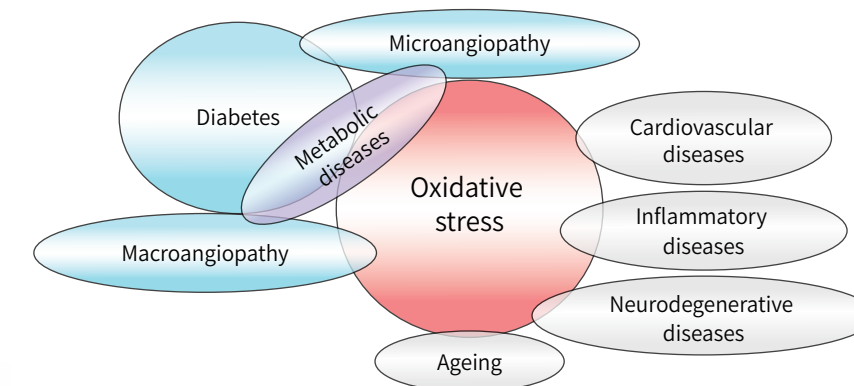 Microangiopathy
Diabetes
Metabolic
diseases
Cardiovascular
diseases
Oxidative
stress
Inflammatory
diseases
Macroangiopathy
Neurodegenerative
diseases
Ageing